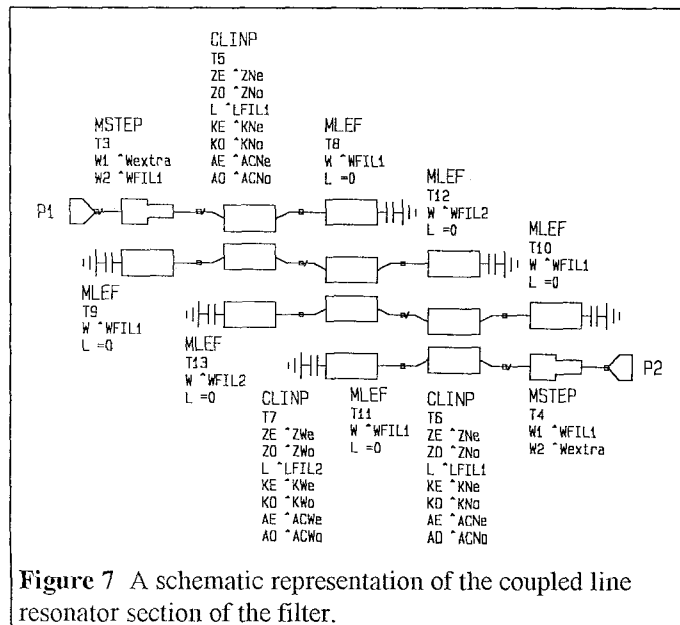 CLINP
T5
ZE ^ZNe
ZO ^ZNo
L ^LFIL1
KE ^KNe
KO ^KNo
AE ^ACNe
AO ^ACNo
MSTEP
T3
W1 ^Wextra
W2 ^WFIL1
MLEF
T8
W ^WFIL1
L =0
P1
MLEF
T12
W ^WFIL2
L =0
MLEF
T10
W ^WFIL1
L =0
MLEF
T9
W ^WFIL1
L =0
MLEF
T13
W ^WFIL2
L =0
P2
CLINP
T7
ZE ^ZWe
ZO ^ZWo
L ^LFIL2
KE ^KWe
KO ^KWo
AE ^ACWe
AO ^ACWo
MLEF
T11
W ^WFIL1
L =0
CLINP
T6
ZE ^ZNe
ZO ^ZNo
L ^LFIL1
KE ^KNe
KO ^KNo
AE ^ACNe
AO ^ACNo
MSTEP
T4
W1 ^WFIL1
W2 ^Wextra
Figure 7 A schematic representation of the coupled line
resonator section of the filter.